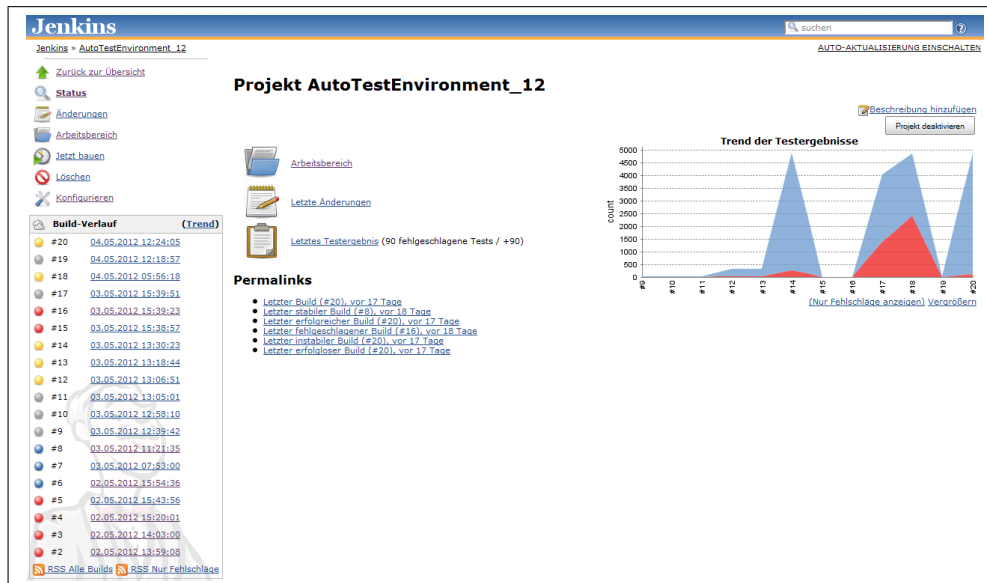 Jenkins
suchen
Jenkins » AutoTestEnvironment_12
AUTO-AKTUALISIERUNG EINSCHALTEN
Zurück zur Übersicht
Status
Änderungen
Arbeitsbereich
Jetzt bauen
Löschen
Konfigurieren
Build-Verlauf (Trend)
#20 04.05.2012 12:24:05
#19 04.05.2012 12:18:57
#18 04.05.2012 05:56:18
#17 03.05.2012 15:39:51
#16 03.05.2012 15:39:23
#15 03.05.2012 15:38:57
#14 03.05.2012 13:30:23
#13 03.05.2012 13:18:44
#12 03.05.2012 13:06:51
#11 03.05.2012 13:05:01
#10 03.05.2012 12:58:10
#9 03.05.2012 12:39:42
#8 03.05.2012 11:21:35
#7 03.05.2012 07:53:00
#6 02.05.2012 15:54:36
#5 02.05.2012 15:43:56
#4 02.05.2012 15:20:01
#3 02.05.2012 14:03:00
#2 02.05.2012 13:59:08
RSS Alle Builds RSS Nur Fehlschläge
Projekt AutoTestEnvironment_12
Beschreibung hinzufügen
Projekt deaktivieren
Arbeitsbereich
Letzte Änderungen
Letztes Testergebnis (90 fehlgeschlagene Tests / +90)
Permalinks
Letzter Build (#20), vor 17 Tage
Letzter stabiler Build (#8), vor 18 Tage
Letzter erfolgreicher Build (#20), vor 17 Tage
Letzter fehlgeschlagener Build (#16), vor 18 Tage
Letzter instabiler Build (#20), vor 17 Tage
Letzter erfolgloser Build (#20), vor 17 Tage
Trend der Testergebnisse
count
5000
4500
4000
3500
3000
2500
2000
1500
1000
500
0
#9 #10 #11 #12 #13 #14 #15 #16 #17 #18 #19 #20
(Nur Fehlschläge anzeigen) Vergrößern